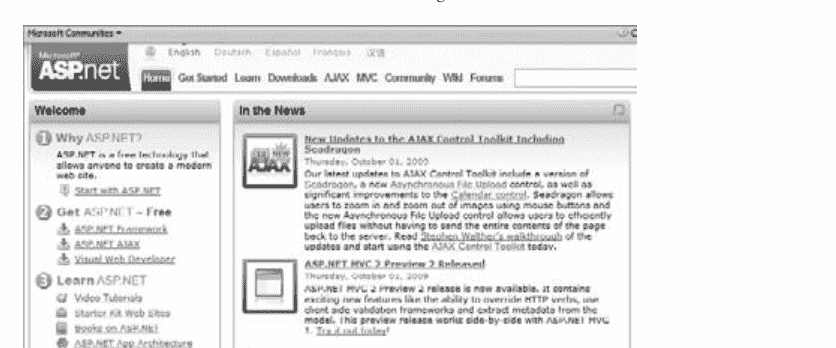 Microsoft Communities
English Deutsch Español Français 汉语
Microsoft
ASP.net
Home Get Started Learn Downloads AJAX MVC Community Wiki Forums
Welcome
1 Why ASP.NET?
ASP.NET is a free technology that
allows anyone to create a modern
web site.
Start with ASP.NET
2 Get ASP.NET – Free
ASP.NET Framework
ASP.NET AJAX
Visual Web Developer
3 Learn ASP.NET
Video Tutorials
Starter Kit Web Sites
Books on ASP.NET
ASP.NET App Architecture
In the News
NEW
AJAX
New Updates to the AJAX Control Toolkit Including
Seadragon
Thursday, October 01, 2009
Our latest updates to AJAX Control Toolkit include a version of
Seadragon, a new Asynchronous File Upload control, as well as
significant improvements to the Calendar control. Seadragon allows
users to zoom in and zoom out of images using mouse buttons and
the new Asynchronous File Upload control allows users to efficiently
upload files without having to send the entire contents of the page
back to the server. Read Stephen Walther's walkthrough of the
updates and start using the AJAX Control Toolkit today.
ASP.NET MVC 2 Preview 2 Released
Thursday, October 01, 2009
ASP.NET MVC 2 Preview 2 release is now available. It contains
exciting new features like the ability to override HTTP verbs, use
client side validation frameworks and extract metadata from the
model. This preview release works side-by-side with ASP.NET MVC
1. Try it out today!